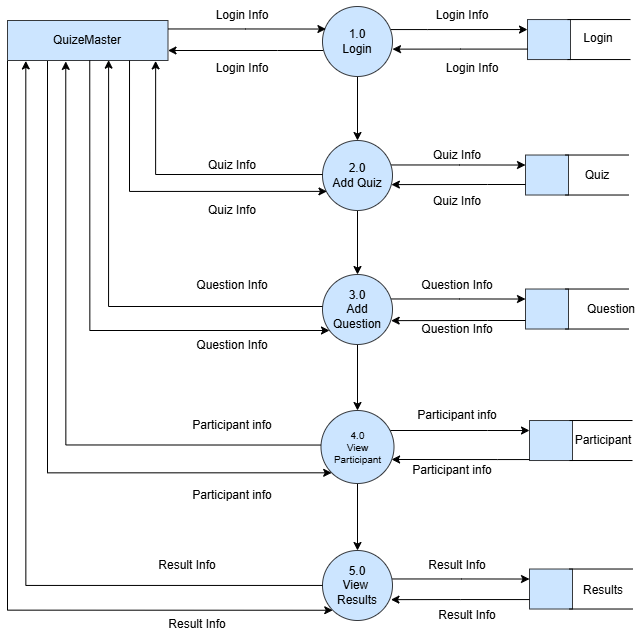 Login Info
Login Info
QuizeMaster
1.0
Login
Login
Login Info
Login Info
Quiz Info
Quiz Info
2.0
Add Quiz
Quiz
Quiz Info
Quiz Info
Question Info
Question Info
3.0
Add
Question
Question
Question Info
Question Info
Participant info
Participant info
4.0
View
Participant
Participant
Participant info
Participant info
Result Info
Result Info
5.0
View
Results
Results
Result Info
Result Info